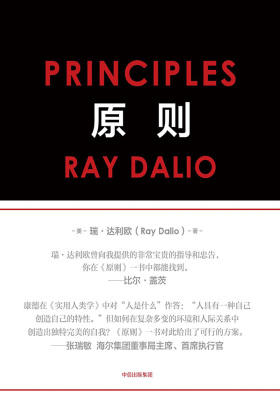 PRINCIPLES
原 则
RAY DALIO
－美－ 瑞·达利欧（Ray Dalio）－著－
瑞·达利欧曾向我提供的非常宝贵的指导和忠告，
你在《原则》一书中都能找到。
——比尔·盖茨
康德在《实用人类学》中对“人是什么”作答：“人具有一种自己
创造自己的特性。”但如何在复杂多变的环境和人际关系中
创造出独特完美的自我？《原则》一书对此给出了可行的方案。
——张瑞敏 海尔集团董事局主席、首席执行官
中信出版集团